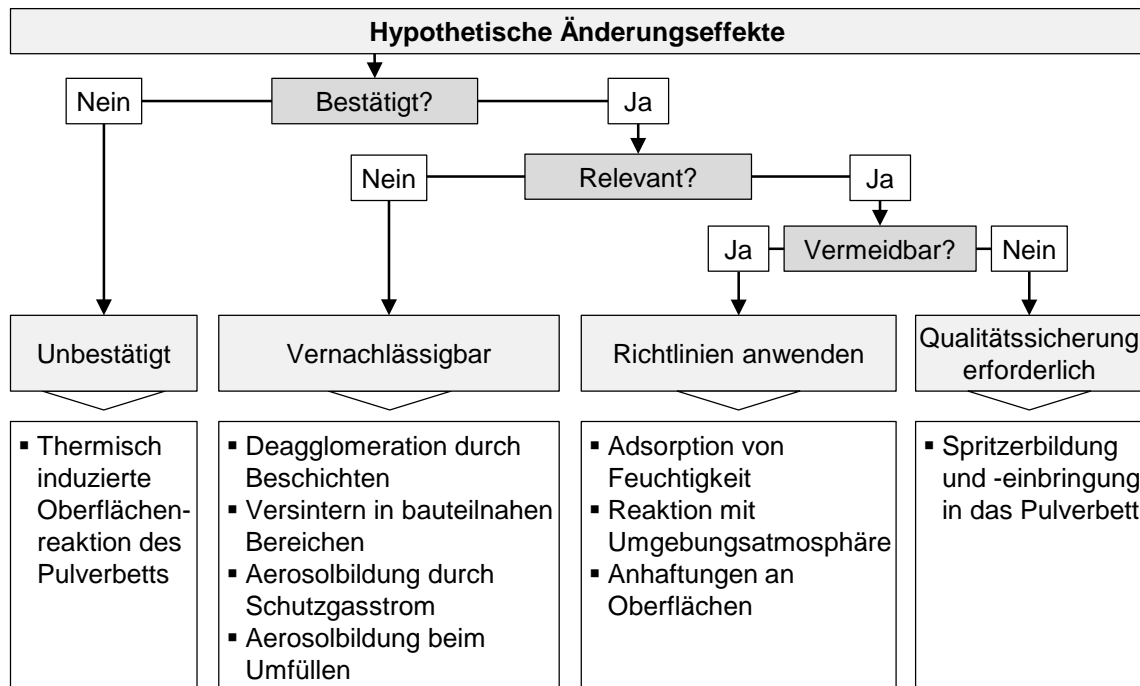 Hypothetische Änderungseffekte
Nein
Bestätigt?
Ja
Nein
Relevant?
Ja
Ja
Vermeidbar?
Nein
Unbestätigt
Vernachlässigbar
Richtlinien anwenden
Qualitätssicherung
erforderlich
▪ Thermisch
induzierte
Oberflächen-
reaktion des
Pulverbetts
▪ Deagglomeration durch
Beschichten
▪ Versintern in bauteilnahen
Bereichen
▪ Aerosolbildung durch
Schutzgasstrom
▪ Aerosolbildung beim
Umfüllen
▪ Adsorption von
Feuchtigkeit
▪ Reaktion mit
Umgebungsatmosphäre
▪ Anhaftungen an
Oberflächen
▪ Spritzerbildung
und -einbringung
in das Pulverbett